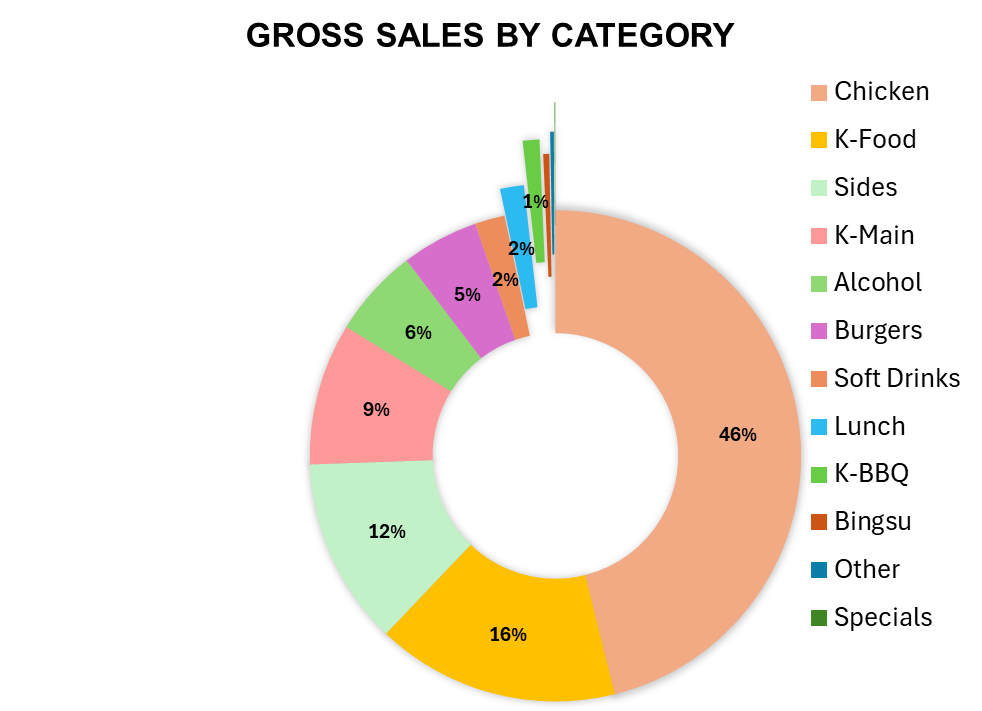 GROSS SALES BY CATEGORY
Chicken
K-Food
Sides
K-Main
Alcohol
Burgers
Soft Drinks
Lunch
K-BBQ
Bingsu
Other
Specials
1%
2%
2%
5%
6%
9%
46%
12%
16%